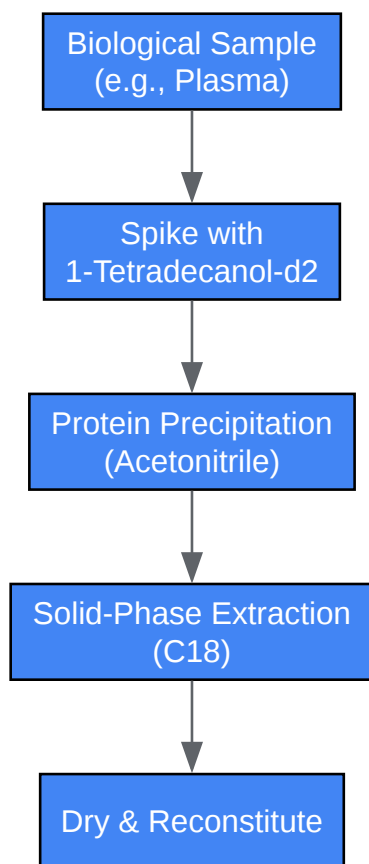 Biological Sample
(e.g., Plasma)
Spike with
1-Tetradecanol-d2
Protein Precipitation
(Acetonitrile)
Solid-Phase Extraction
(C18)
Dry & Reconstitute